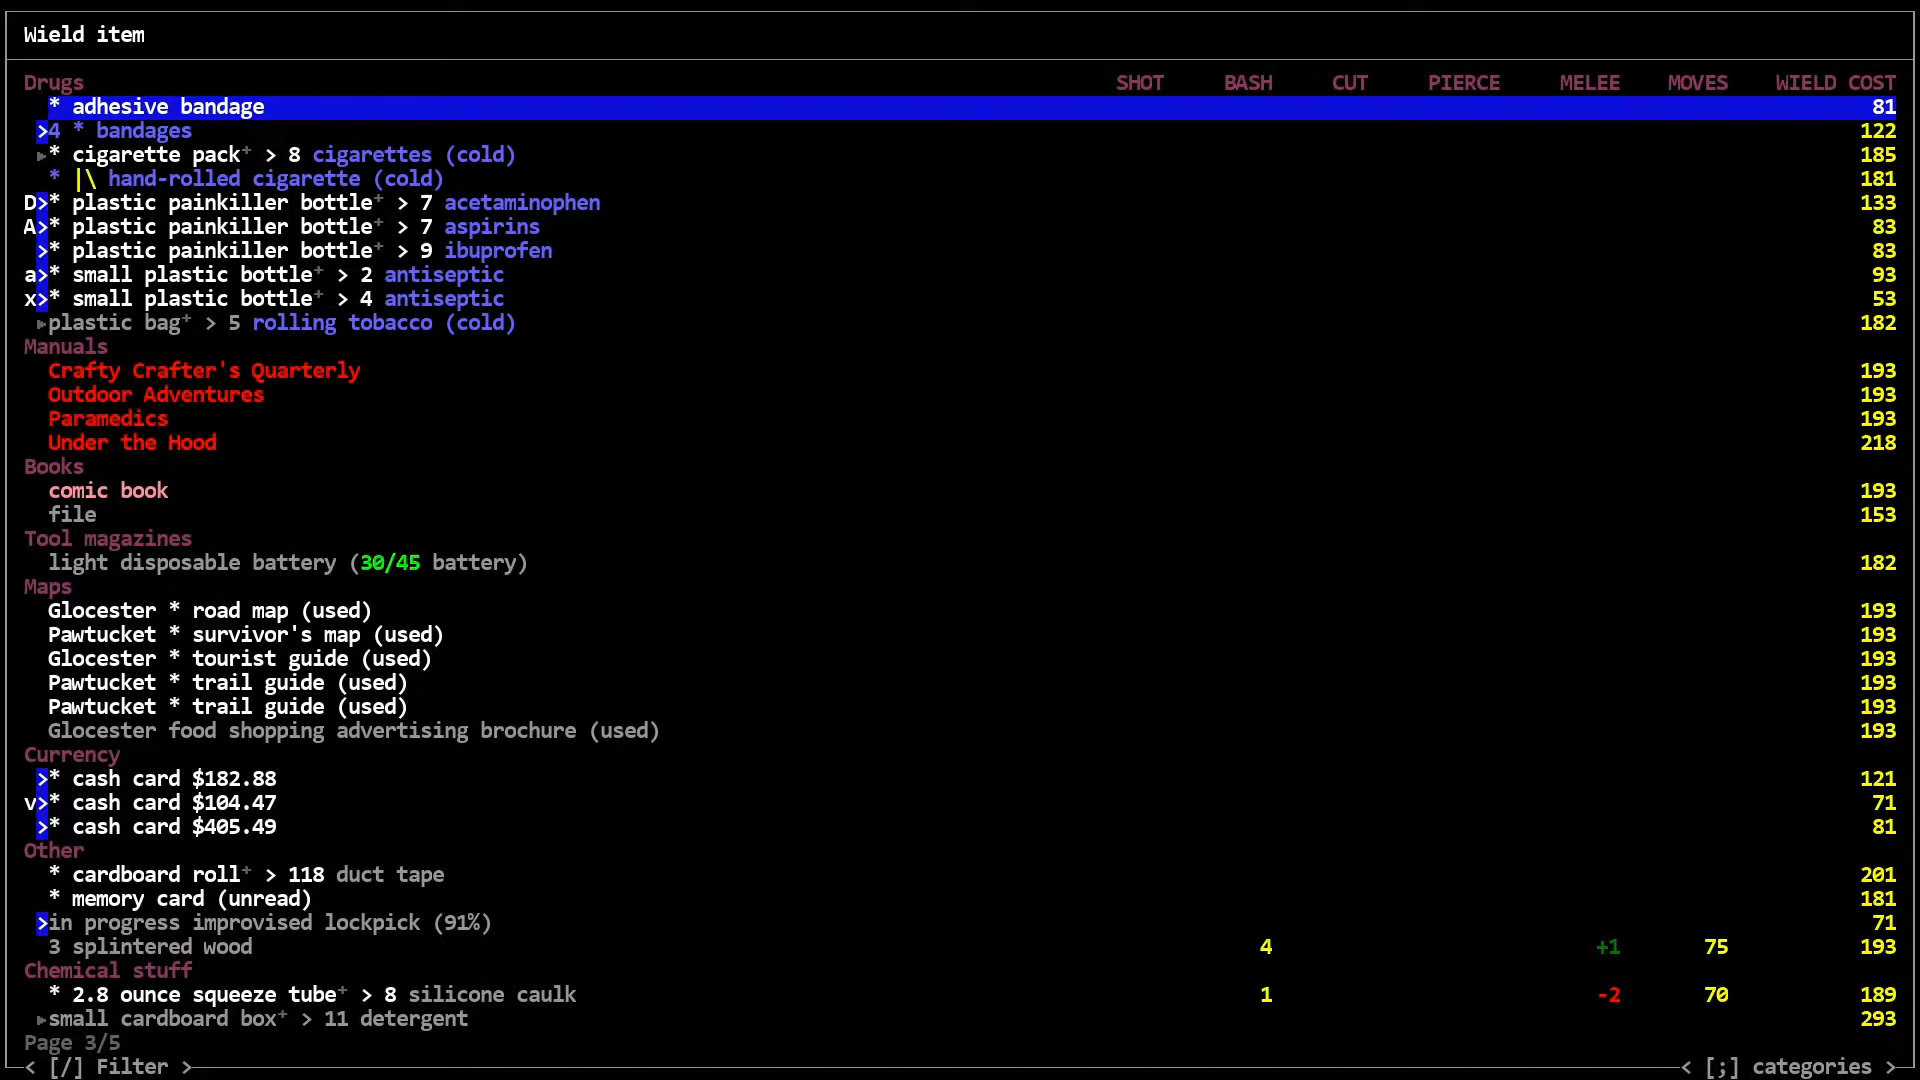 Wield item
Drugs SHOT BASH CUT PIERCE MELEE MOVES WIELD COST
* adhesive bandage 81
>4 * bandages 122
▸* cigarette pack⁺ > 8 cigarettes (cold) 185
* |\ hand-rolled cigarette (cold) 181
D>* plastic painkiller bottle⁺ > 7 acetaminophen 133
A>* plastic painkiller bottle⁺ > 7 aspirins 83
>* plastic painkiller bottle⁺ > 9 ibuprofen 83
a>* small plastic bottle⁺ > 2 antiseptic 93
x>* small plastic bottle⁺ > 4 antiseptic 53
▸plastic bag⁺ > 5 rolling tobacco (cold) 182
Manuals
Crafty Crafter's Quarterly 193
Outdoor Adventures 193
Paramedics 193
Under the Hood 218
Books
comic book 193
file 153
Tool magazines
light disposable battery (30/45 battery) 182
Maps
Glocester * road map (used) 193
Pawtucket * survivor's map (used) 193
Glocester * tourist guide (used) 193
Pawtucket * trail guide (used) 193
Pawtucket * trail guide (used) 193
Glocester food shopping advertising brochure (used) 193
Currency
>* cash card $182.88 121
v>* cash card $104.47 71
>* cash card $405.49 81
Other
* cardboard roll⁺ > 118 duct tape 201
* memory card (unread) 181
>in progress improvised lockpick (91%) 71
3 splintered wood 4 +1 75 193
Chemical stuff
* 2.8 ounce squeeze tube⁺ > 8 silicone caulk 1 -2 70 189
▸small cardboard box⁺ > 11 detergent 293
Page 3/5
< [/] Filter > < [;] categories >